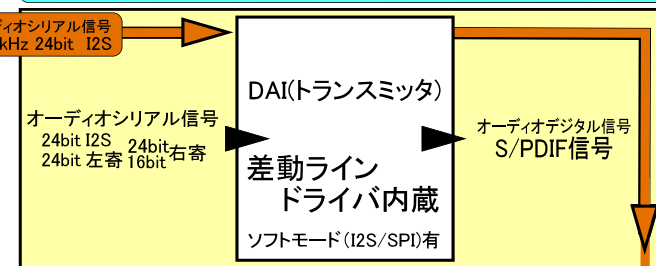 ィオシリアル信号
kHz 24bit I2S
DAI(トランスミッタ)
オーディオシリアル信号
24bit I2S
24bit 左寄
24bit
16bit
右寄
差動ライン
ドライバ内蔵
ソフトモード(I2S/SPI)有
オーディオデジタル信号
S/PDIF信号